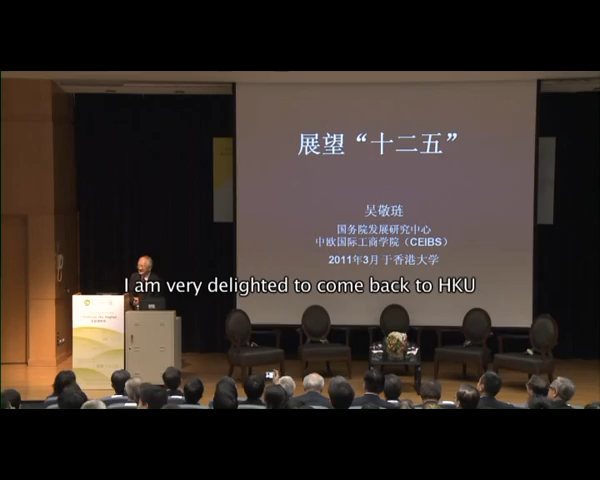 展望“十二五”
吴敬琏
国务院发展研究中心
中欧国际工商学院（CEIBS）
2011年3月于香港大学
I am very delighted to come back to HKU